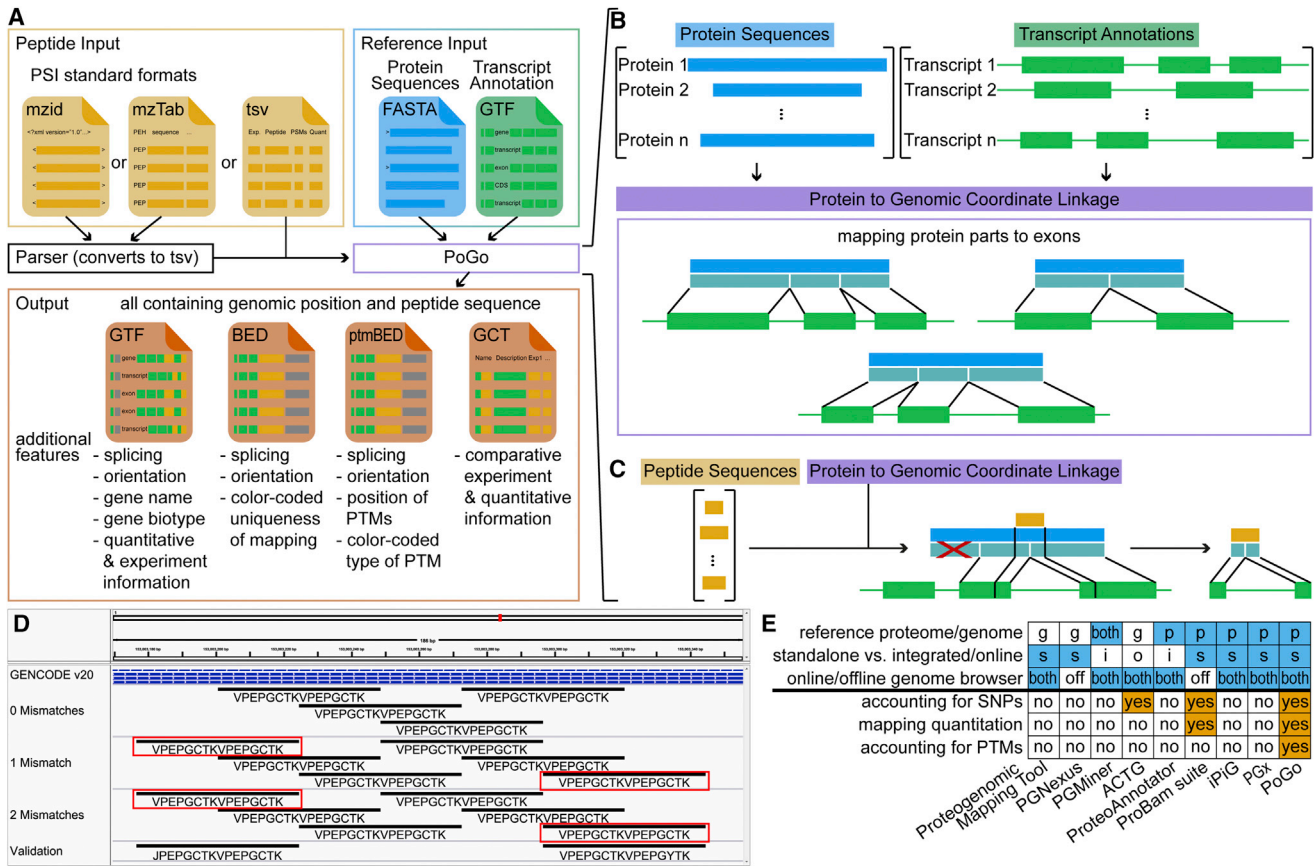 A
Peptide Input
PSI standard formats
mzid
<?xml version="1.0"...>
or
mzTab
PEH sequence ...
PEP
PEP
PEP
PEP
or
tsv
Exp. Peptide PSMs Quant
Reference Input
Protein
Sequences
FASTA
Transcript
Annotation
GTF
gene
transcript
exon
CDS
transcript
Parser (converts to tsv)
PoGo
Output all containing genomic position and peptide sequence
GTF
gene
transcript
exon
exon
transcript
BED
ptmBED
GCT
Name Description Exp1 ...
additional
features
- splicing
- orientation
- gene name
- gene biotype
- quantitative
& experiment
information
- splicing
- orientation
- color-coded
uniqueness
of mapping
- splicing
- orientation
- position of
PTMs
- color-coded
type of PTM
- comparative
experiment
& quantitative
information
B
Protein Sequences
Protein 1
Protein 2
...
Protein n
Transcript Annotations
Transcript 1
Transcript 2
...
Transcript n
Protein to Genomic Coordinate Linkage
mapping protein parts to exons
C
Peptide Sequences
...
Protein to Genomic Coordinate Linkage
D
186 bp
GENCODE v20
0 Mismatches
VPEPGCTKVPEPGCTK VPEPGCTKVPEPGCTK
VPEPGCTKVPEPGCTK
VPEPGCTKVPEPGCTK
1 Mismatch
VPEPGCTKVPEPGCTK VPEPGCTKVPEPGCTK
VPEPGCTKVPEPGCTK VPEPGCTKVPEPGCTK
VPEPGCTKVPEPGCTK VPEPGCTKVPEPGCTK
2 Mismatches
VPEPGCTKVPEPGCTK VPEPGCTKVPEPGCTK
VPEPGCTKVPEPGCTK VPEPGCTKVPEPGCTK
VPEPGCTKVPEPGCTK VPEPGCTKVPEPGCTK
Validation
JPEPGCTKVPEPGCTK VPEPGCTKVPEPGYTK
E
reference proteome/genome g g both g p p p p p
standalone vs. integrated/online s s i o i s s s s
online/offline genome browser both off both both both off both both both
accounting for SNPs no no no yes no yes no no yes
mapping quantitation no no no no no yes no no yes
accounting for PTMs no no no no no no no no yes
Proteogenomic
Mapping Tool
PGNexus
PGMiner
ACTG
ProteoAnnotator
ProBam suite
iPiG
PGx
PoGo